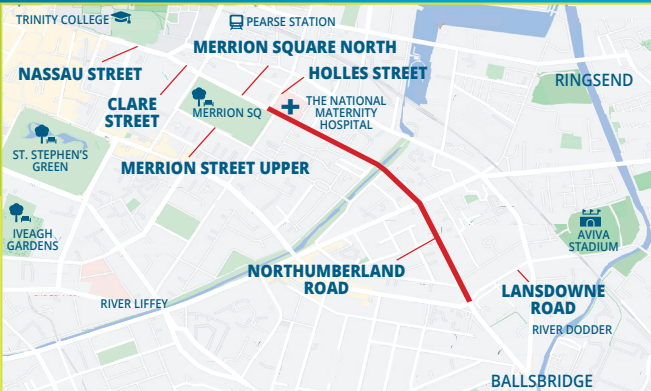 TRINITY COLLEGE
PEARSE STATION
MERRION SQUARE NORTH
NASSAU STREET
HOLLES STREET
RINGSEND
CLARE
STREET
MERRION SQ
THE NATIONAL
MATERNITY
HOSPITAL
ST. STEPHEN'S
GREEN
MERRION STREET UPPER
IVEAGH
GARDENS
AVIVA
STADIUM
NORTHUMBERLAND
ROAD
LANSDOWNE
ROAD
RIVER LIFFEY
RIVER DODDER
BALLSBRIDGE